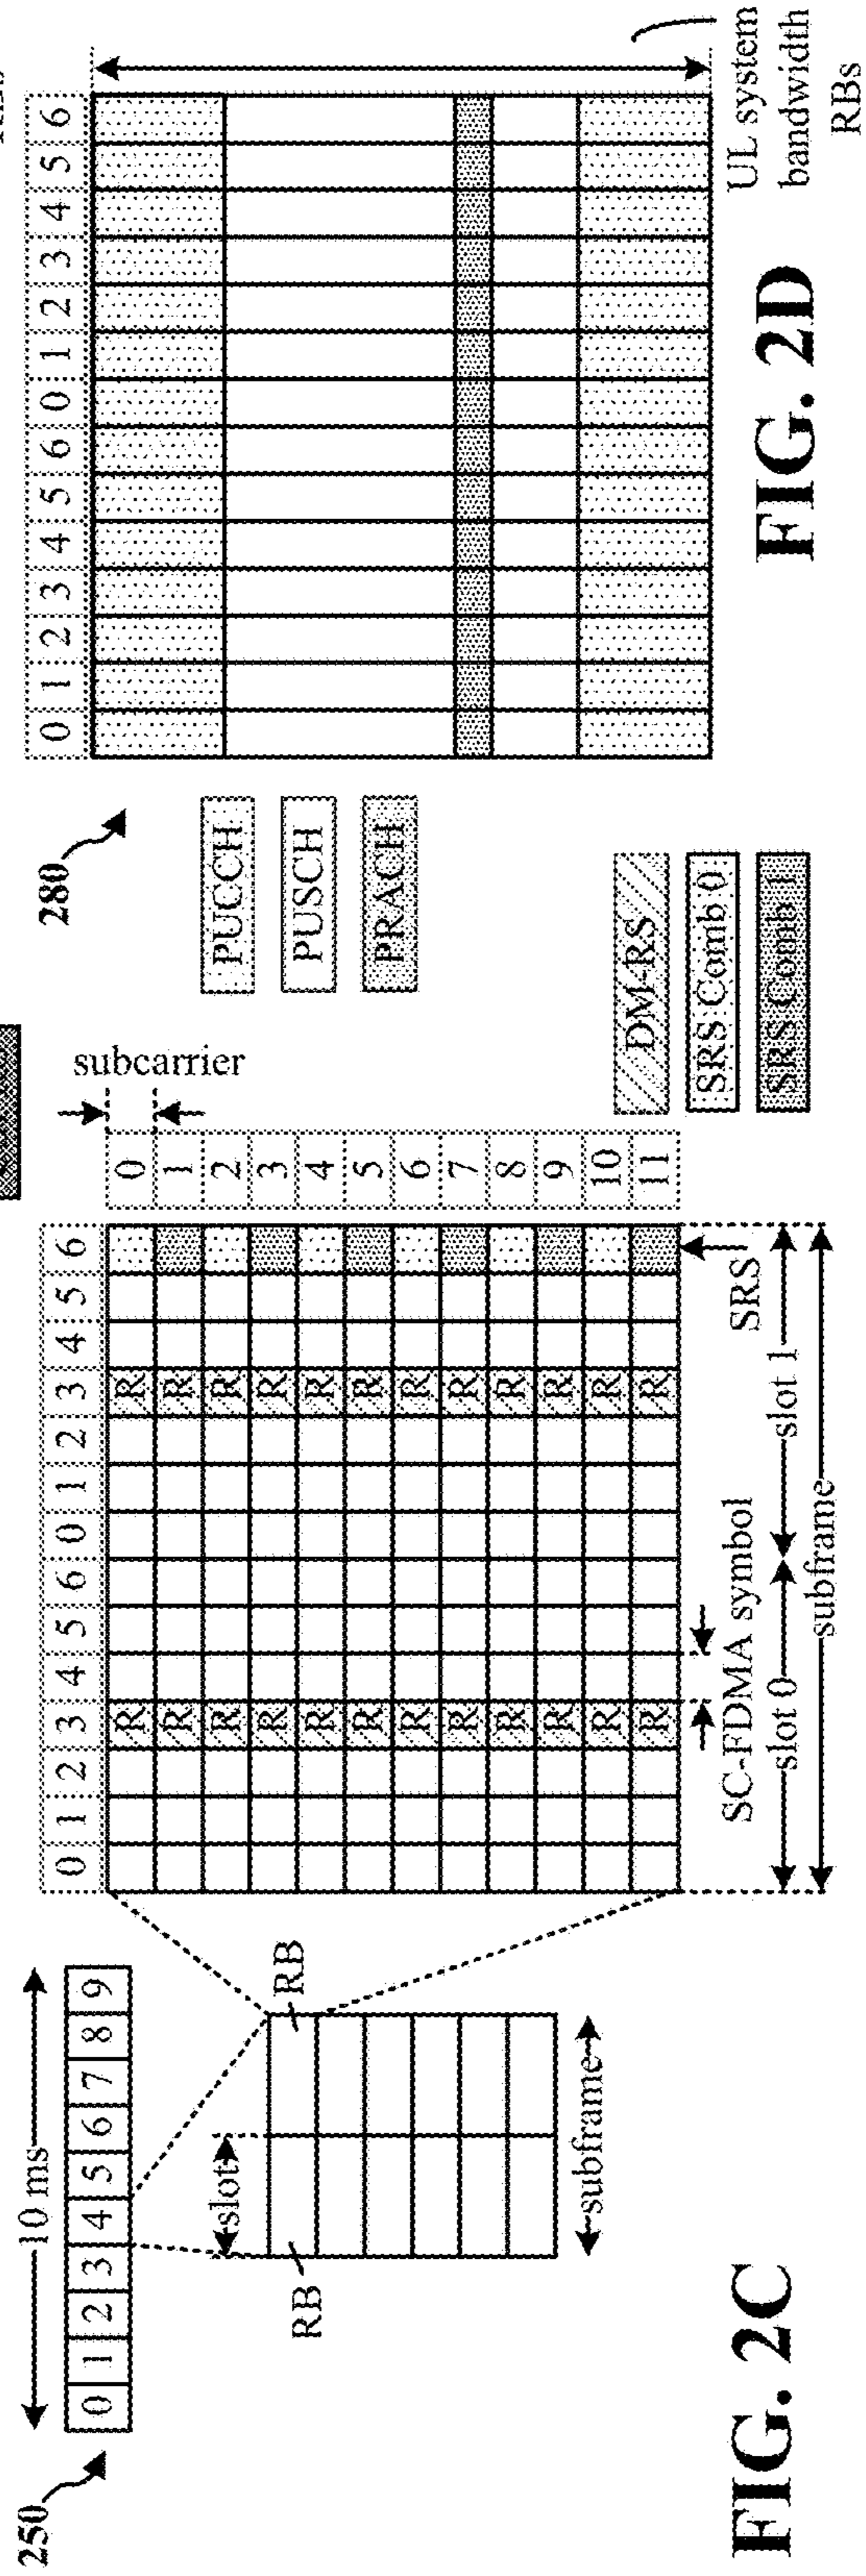 250
10 ms
0 1 2 3 4 5 6 7 8 9
slot
RB
RB
subframe
FIG. 2C
0 1 2 3 4 5 6 0 1 2 3 4 5 6
subcarrier
R R 0
R R 1
R R 2
R R 3
R R 4
R R 5
R R 6
R R 7
R R 8
R R 9
R R 10
R R 11
SC-FDMA symbol
SRS
slot 0
slot 1
subframe
DM-RS
SRS Comb 0
SRS Comb 1
280
PUCCH
PUSCH
PRACH
0 1 2 3 4 5 6 0 1 2 3 4 5 6
UL system
bandwidth
RBs
FIG. 2D